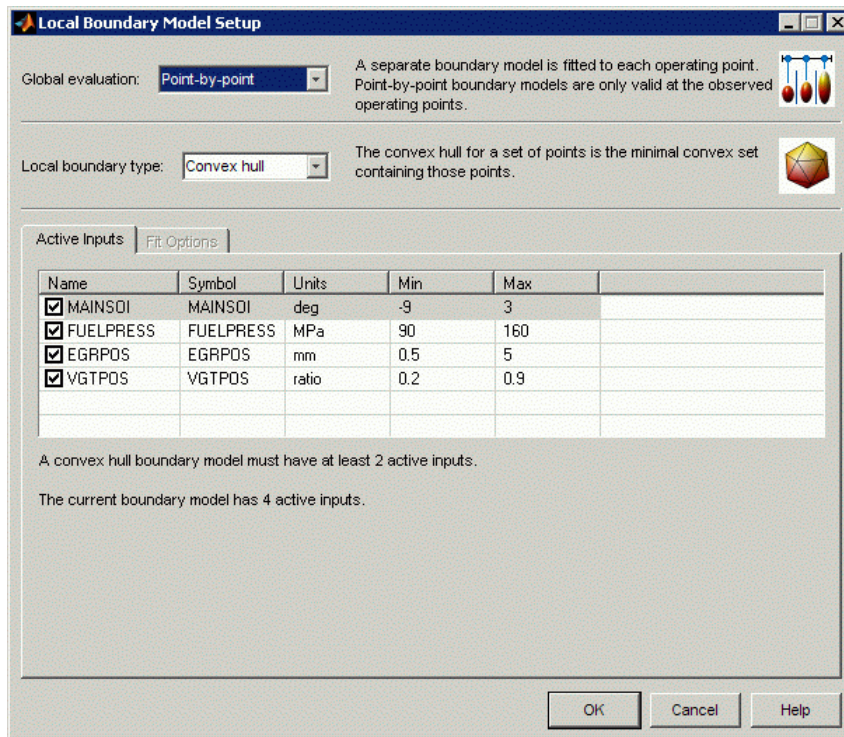 Local Boundary Model Setup
Global evaluation: Point-by-point
A separate boundary model is fitted to each operating point.
Point-by-point boundary models are only valid at the observed
operating points.
Local boundary type: Convex hull
The convex hull for a set of points is the minimal convex set
containing those points.
Active Inputs Fit Options
Name Symbol Units Min Max
MAINSOI MAINSOI deg -9 3
FUELPRESS FUELPRESS MPa 90 160
EGRPOS EGRPOS mm 0.5 5
VGTPOS VGTPOS ratio 0.2 0.9
A convex hull boundary model must have at least 2 active inputs.
The current boundary model has 4 active inputs.
OK Cancel Help